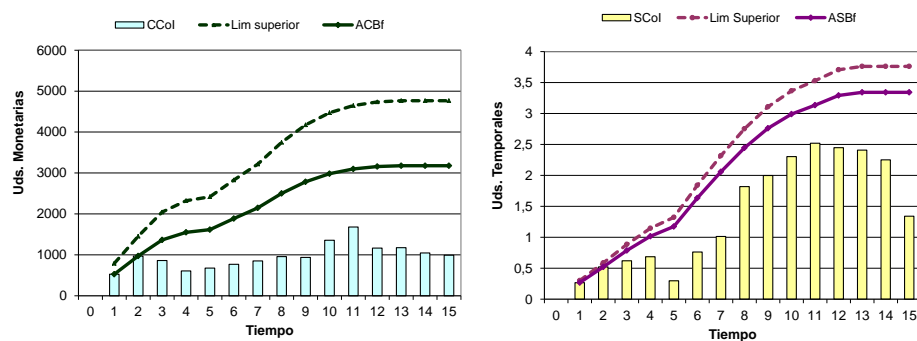 CCoI Lim superior ACBf
6000
5000
4000
3000
2000
1000
0
Uds. Monetarias
0 1 2 3 4 5 6 7 8 9 10 11 12 13 14 15
Tiempo
SCoI Lim Superior ASBf
4
3,5
3
2,5
2
1,5
1
0,5
0
Uds. Temporales
0 1 2 3 4 5 6 7 8 9 10 11 12 13 14 15
Tiempo